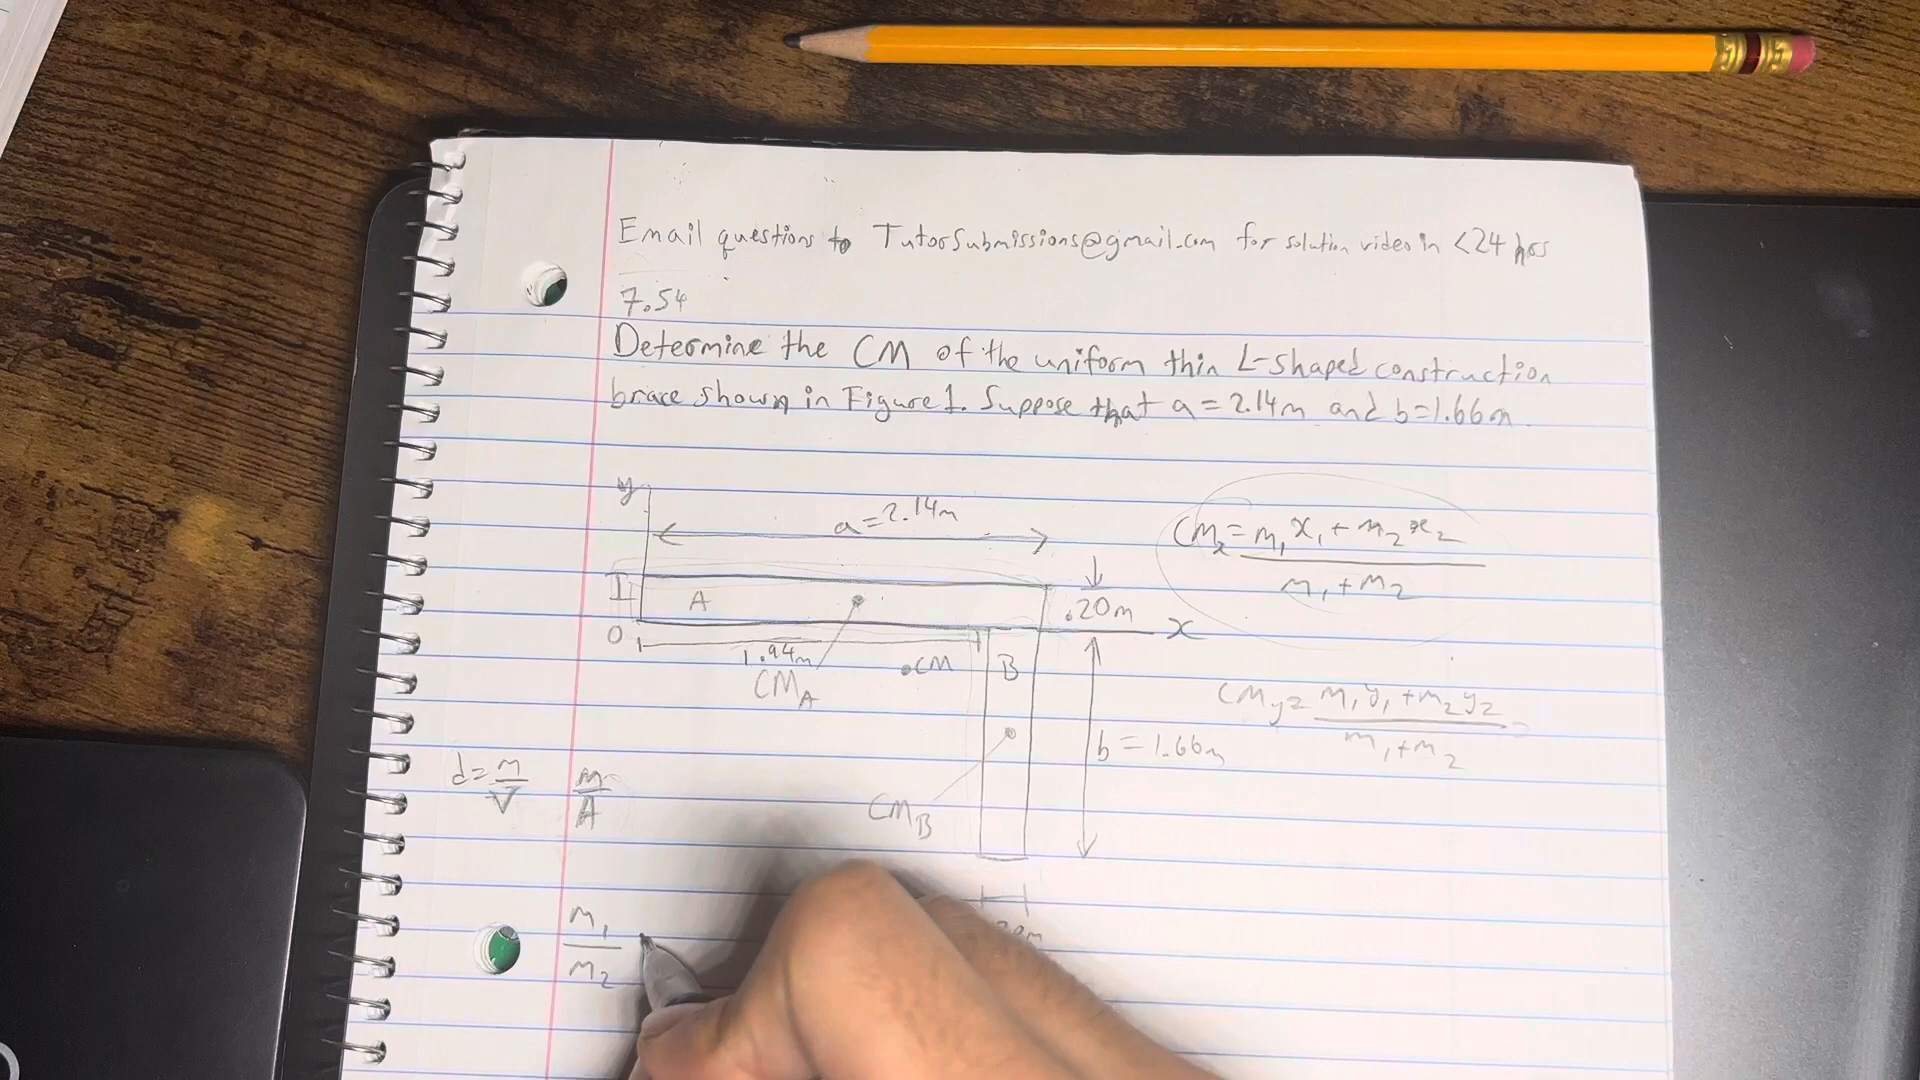 Email questions to TutorSubmissions@gmail.com for solution video in <24 hrs
7.54
Determine the CM of the uniform thin L-shaped construction
brace shown in Figure 1. Suppose that a = 2.14m and b = 1.66m
y
a = 2.14m
CMx = m1x1 + m2x2
m1 + m2
A
.20m
0
x
1.94m
.CM
B
CMA
CMy = m1y1 + m2y2
m1 + m2
b = 1.66m
d = m/V
m/A
CMB
m1
m2